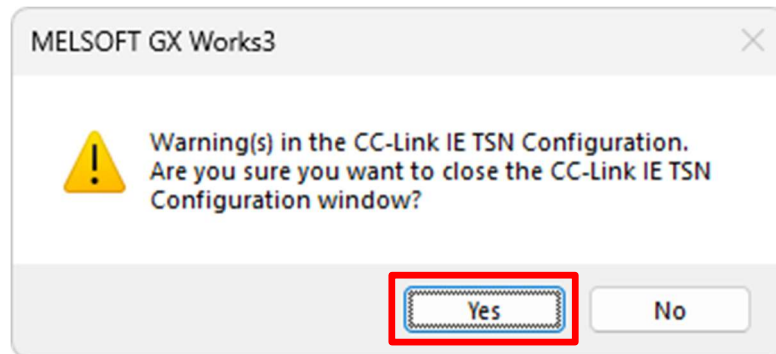 MELSOFT GX Works3
Warning(s) in the CC-Link IE TSN Configuration.
Are you sure you want to close the CC-Link IE TSN
Configuration window?
Yes
No